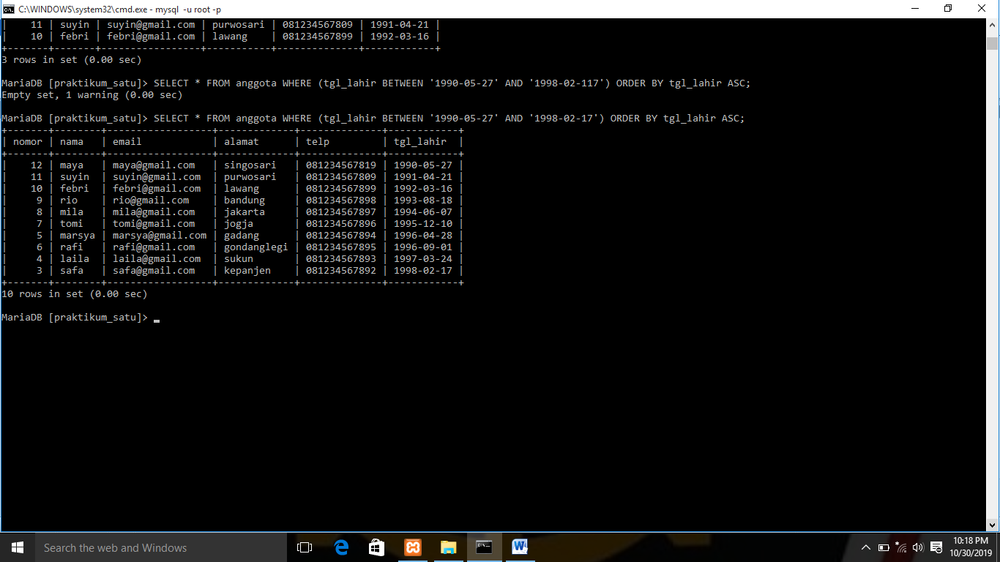 C:\WINDOWS\system32\cmd.exe - mysql  -u root -p
|    11 | suyin | suyin@gmail.com | purwosari | 081234567809 | 1991-04-21 |
|    10 | febri | febri@gmail.com | lawang    | 081234567899 | 1992-03-16 |
+-------+-------+-----------------+-----------+--------------+------------+
3 rows in set (0.00 sec)
MariaDB [praktikum_satu]> SELECT * FROM anggota WHERE (tgl_lahir BETWEEN '1990-05-27' AND '1998-02-117') ORDER BY tgl_lahir ASC;
Empty set, 1 warning (0.00 sec)
MariaDB [praktikum_satu]> SELECT * FROM anggota WHERE (tgl_lahir BETWEEN '1990-05-27' AND '1998-02-17') ORDER BY tgl_lahir ASC;
+-------+--------+------------------+-------------+--------------+------------+
| nomor | nama   | email            | alamat      | telp         | tgl_lahir  |
+-------+--------+------------------+-------------+--------------+------------+
|    12 | maya   | maya@gmail.com   | singosari   | 081234567819 | 1990-05-27 |
|    11 | suyin  | suyin@gmail.com  | purwosari   | 081234567809 | 1991-04-21 |
|    10 | febri  | febri@gmail.com  | lawang      | 081234567899 | 1992-03-16 |
|     9 | rio    | rio@gmail.com    | bandung     | 081234567898 | 1993-08-18 |
|     8 | mila   | mila@gmail.com   | jakarta     | 081234567897 | 1994-06-07 |
|     7 | tomi   | tomi@gmail.com   | jogja       | 081234567896 | 1995-12-10 |
|     5 | marsya | marsya@gmail.com | gadang      | 081234567894 | 1996-04-28 |
|     6 | rafi   | rafi@gmail.com   | gondanglegi | 081234567895 | 1996-09-01 |
|     4 | laila  | laila@gmail.com  | sukun       | 081234567893 | 1997-03-24 |
|     3 | safa   | safa@gmail.com   | kepanjen    | 081234567892 | 1998-02-17 |
+-------+--------+------------------+-------------+--------------+------------+
10 rows in set (0.00 sec)
MariaDB [praktikum_satu]> _
Search the web and Windows
10:18 PM
10/30/2019